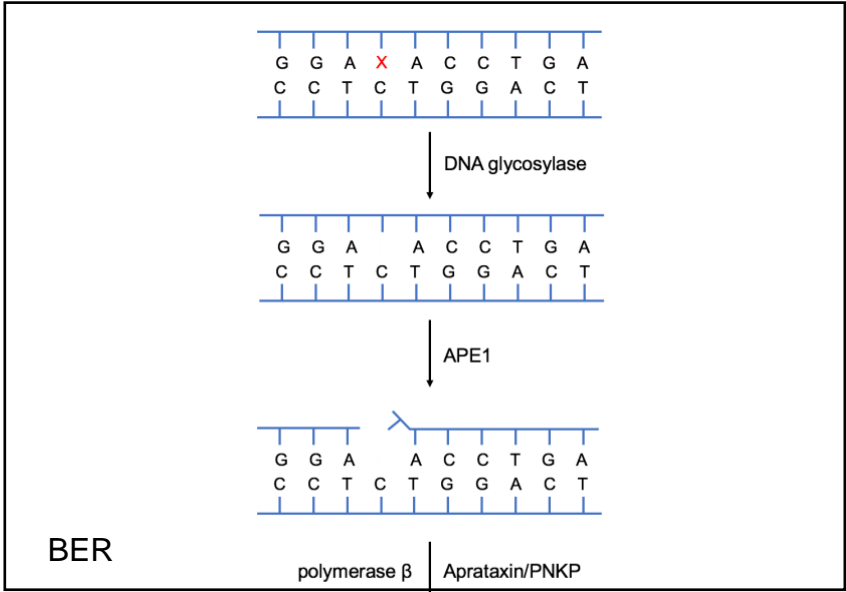 G G A X A C C T G A
C C T C T G G A C T
DNA glycosylase
G G A A C C T G A
C C T C T G G A C T
APE1
G G A A C C T G A
C C T C T G G A C T
BER
polymerase β Aprataxin/PNKP